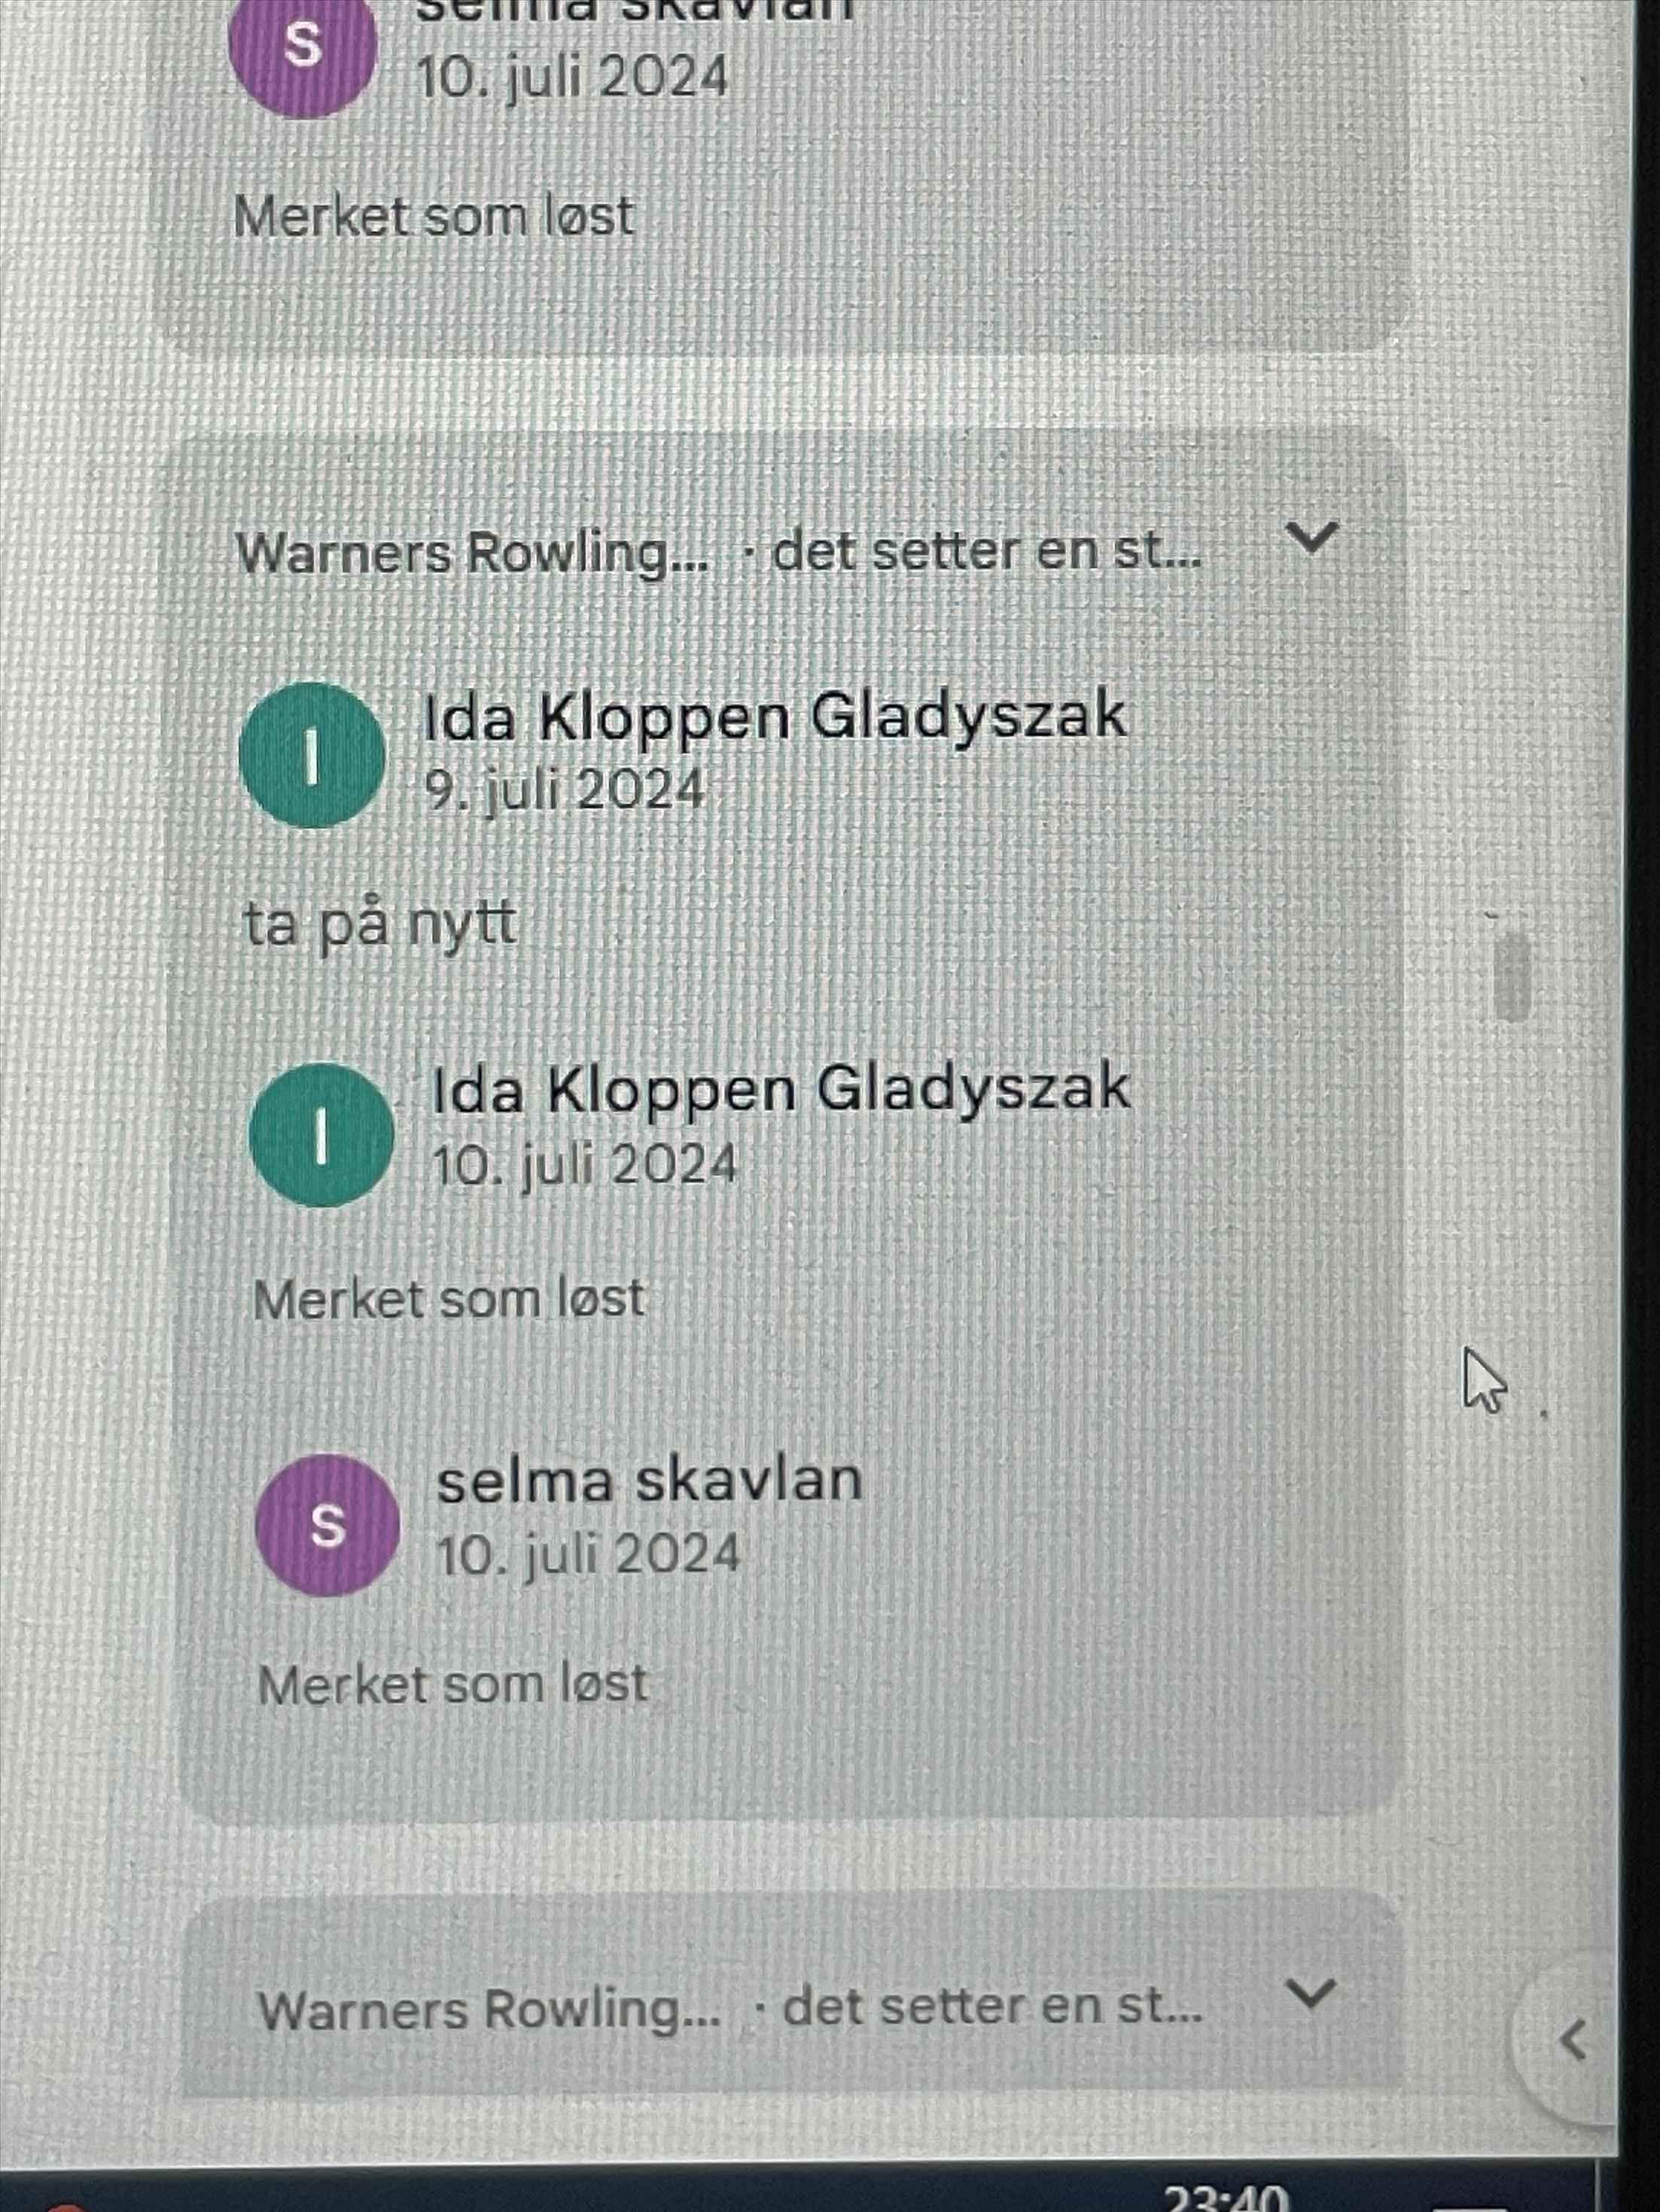 S
selma skavlan
10. juli 2024
Merket som løst
Warners Rowling... · det setter en st...
I
Ida Kloppen Gladyszak
9. juli 2024
ta på nytt
I
Ida Kloppen Gladyszak
10. juli 2024
Merket som løst
S
selma skavlan
10. juli 2024
Merket som løst
Warners Rowling... · det setter en st...
23:40